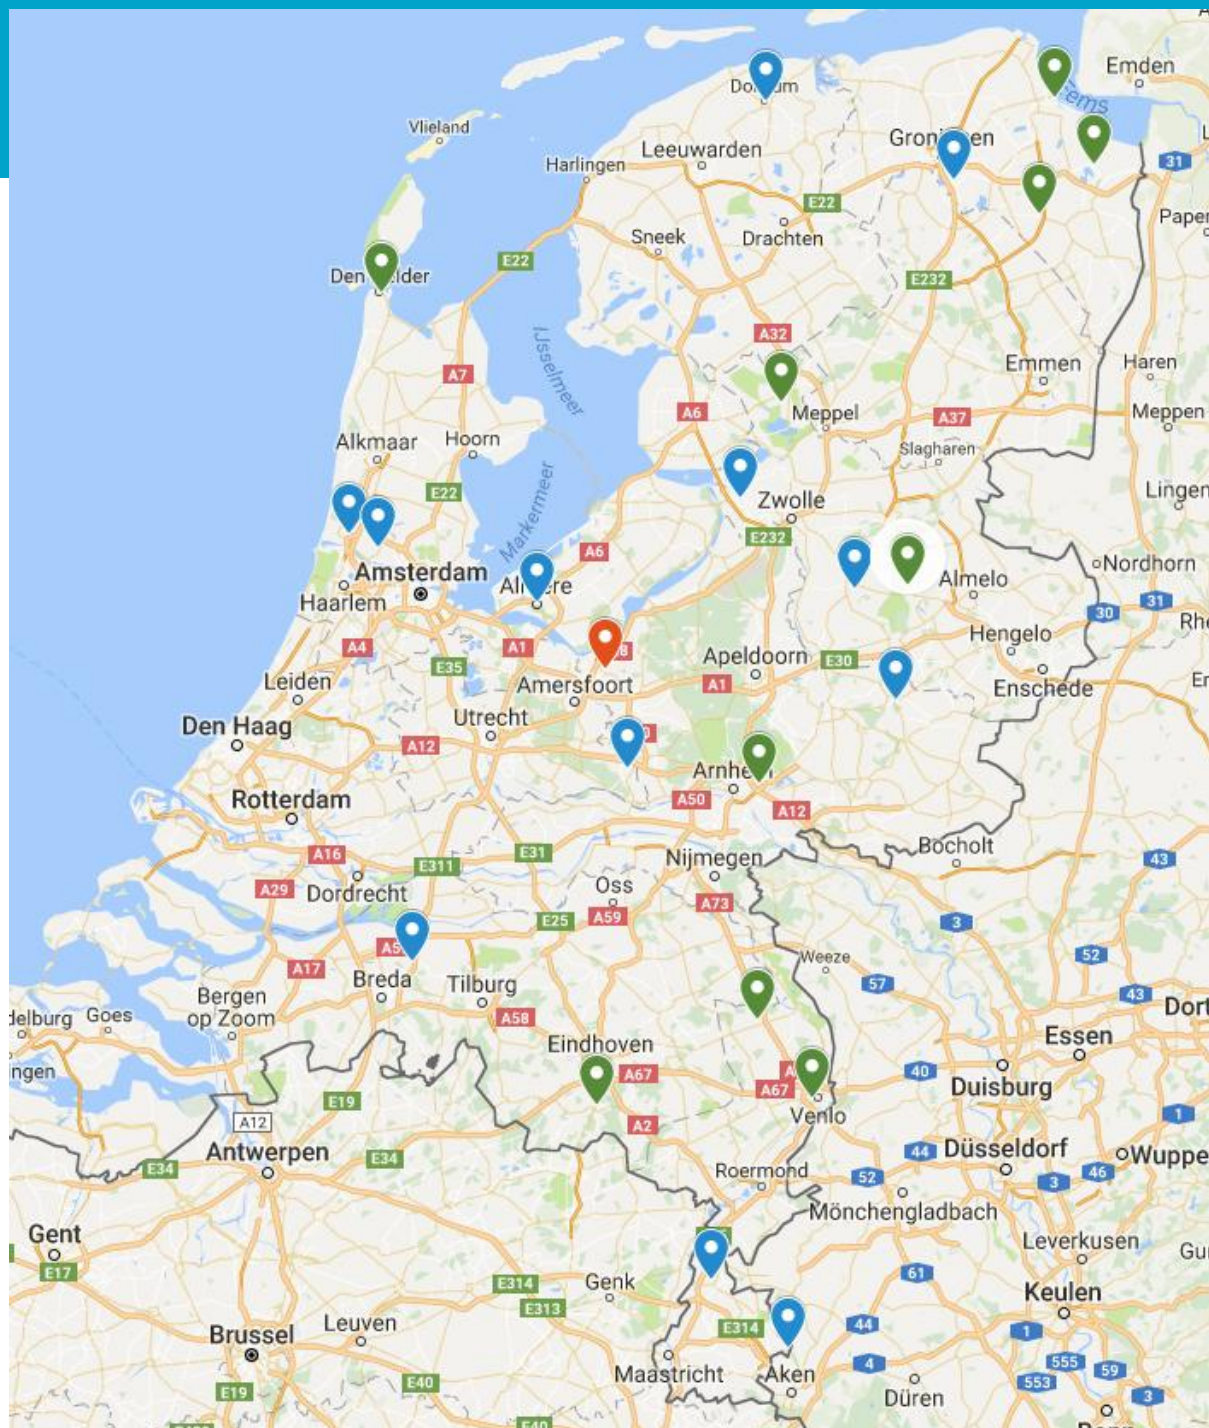 Emden
Eems
Vlieland
Groningen
Leeuwarden
Harlingen
31
E22
Sneek
Drachten
E22
Den Helder
E232
IJsselmeer
A32
Emmen
Haren
A7
A6
Meppel
A37
Meppen
Alkmaar
Hoorn
Slagharen
E22
Markermeer
Zwolle
E232
A6
Amsterdam
Almere
Almelo
Nordhorn
Haarlem
30
31
A4
A1
Hengelo
E35
Apeldoorn
E30
Leiden
Amersfoort
A1
Enschede
Den Haag
Utrecht
A12
Arnhem
Rotterdam
A50
A12
A16
E311
E31
Nijmegen
Bocholt
43
A29
Dordrecht
Oss
A59
A73
E25
3
A17
52
Weeze
57
Breda
Tilburg
43
Bergen
op Zoom
Goes
A58
Essen
Eindhoven
A67
A67
40
Duisburg
E19
A12
Venlo
1
A2
Antwerpen
E34
E34
44
Düsseldorf
46
Roermond
52
3
Mönchengladbach
Gent
Leverkusen
E17
61
E314
Genk
E313
Keulen
Brussel
Leuven
E314
44
1
Maastricht
Aken
4
555
59
E19
E40
Düren
553
3
E40